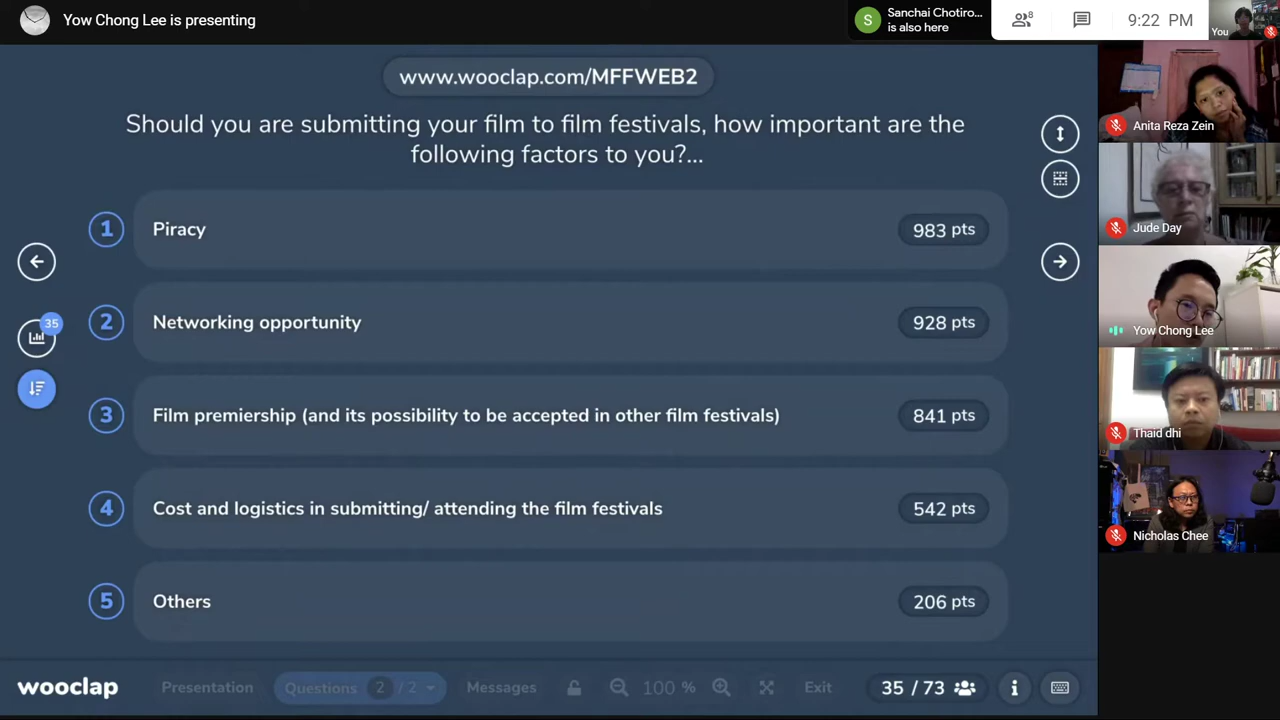 Yow Chong Lee is presenting
S
Sanchai Chotiro...
is also here
8
9:22 PM
You
www.wooclap.com/MFFWEB2
Should you are submitting your film to film festivals, how important are the
following factors to you?...
1 Piracy 983 pts
2 Networking opportunity 928 pts
3 Film premiership (and its possibility to be accepted in other film festivals) 841 pts
4 Cost and logistics in submitting/ attending the film festivals 542 pts
5 Others 206 pts
35
Anita Reza Zein
Jude Day
Yow Chong Lee
Thaid dhi
Nicholas Chee
wooclap Presentation Questions 2 / 2 Messages 100 % Exit 35 / 73